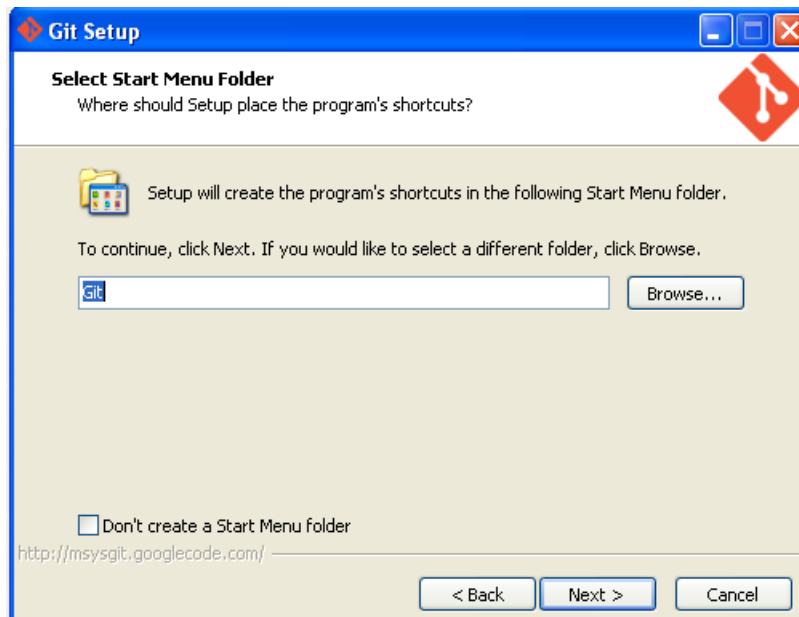 Git Setup
Select Start Menu Folder
Where should Setup place the program's shortcuts?
Setup will create the program's shortcuts in the following Start Menu folder.
To continue, click Next. If you would like to select a different folder, click Browse.
Git
Browse...
Don't create a Start Menu folder
http://msysgit.googlecode.com/
< Back
Next >
Cancel